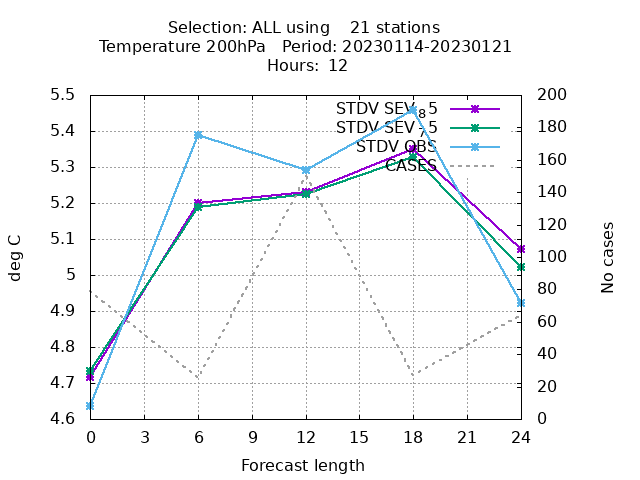 Selection: ALL using 21 stations
Temperature 200hPa Period: 20230114-20230121
Hours: 12
5.5
5.4
5.3
5.2
5.1
5
4.9
4.8
4.7
4.6
deg C
STDV SEV 8 5
STDV SEV 7 5
STDV OBS
CASES
200
180
160
140
120
100
80
60
40
20
0
No cases
0 3 6 9 12 15 18 21 24
Forecast length